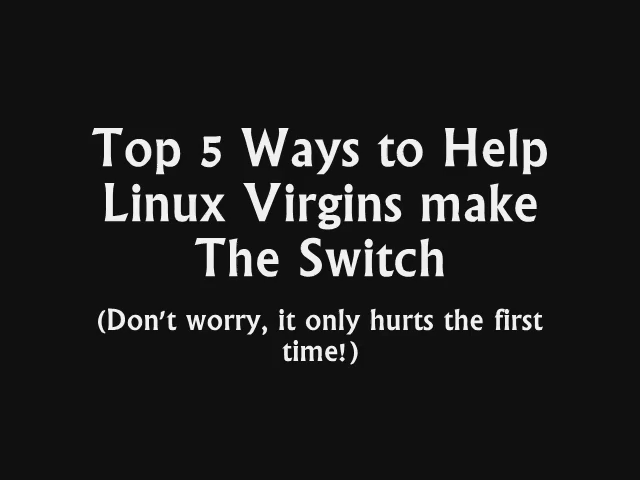 Top 5 Ways to Help
Linux Virgins make
The Switch
(Don't worry, it only hurts the first
time!)